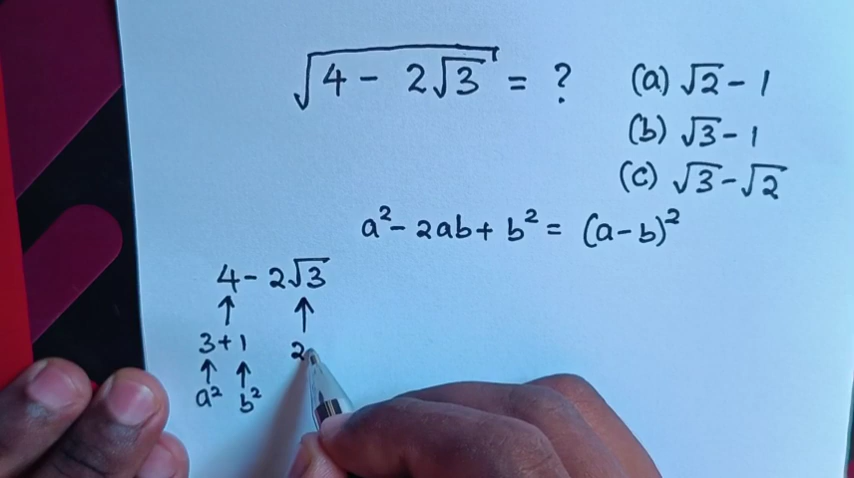 √(4 - 2√3) = ? (a) √2 - 1
(b) √3 - 1
(c) √3 - √2
a² - 2ab + b² = (a - b)²
4 - 2√3
↑ ↑
3 + 1 2
↑ ↑
a² b²